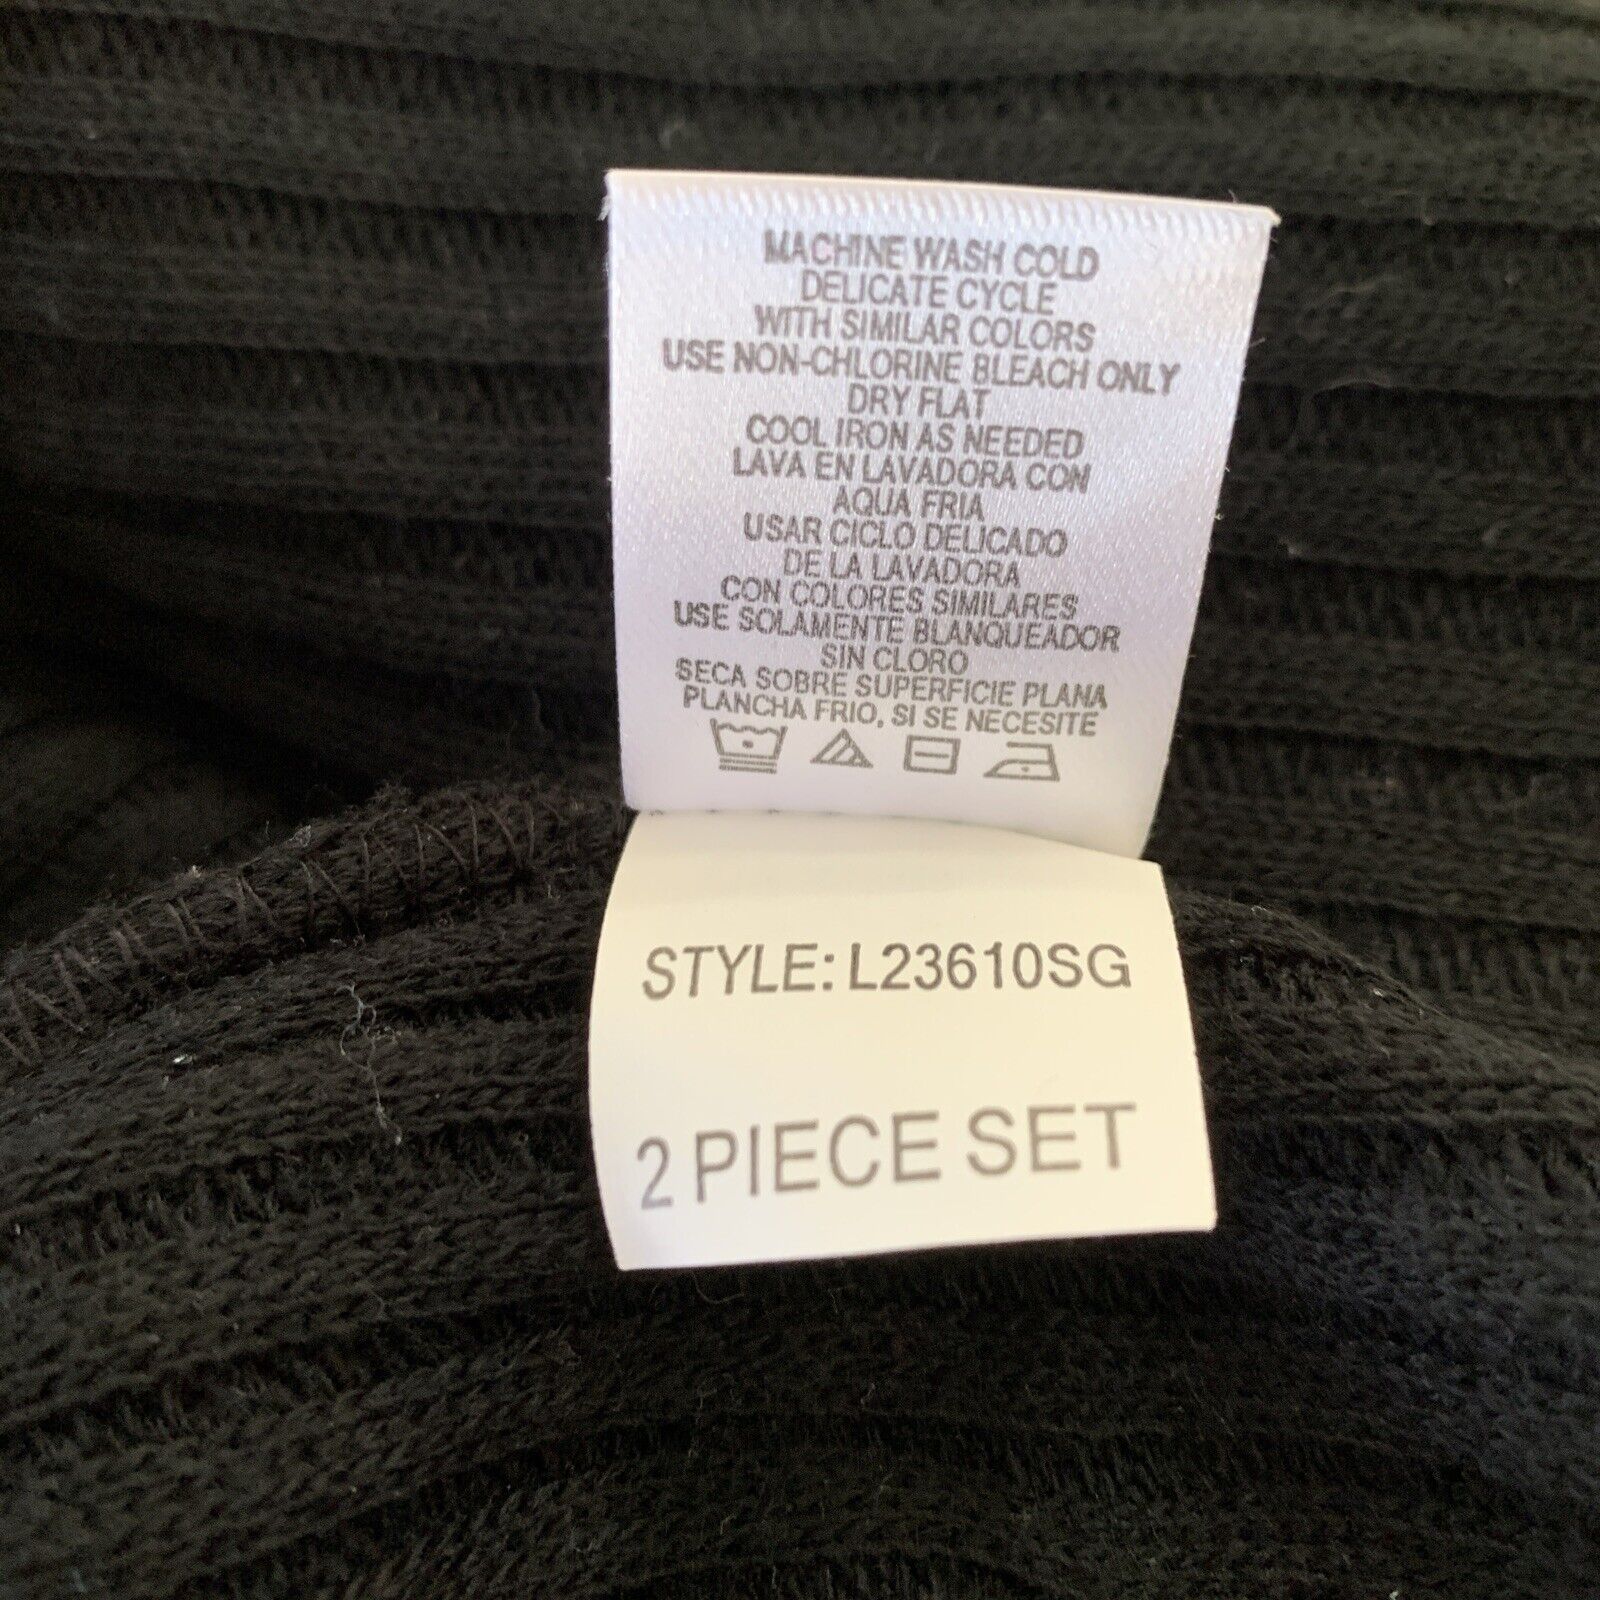 MACHINE WASH COLD
DELICATE CYCLE
WITH SIMILAR COLORS
USE NON-CHLORINE BLEACH ONLY
DRY FLAT
COOL IRON AS NEEDED
LAVA EN LAVADORA CON
AQUA FRIA
USAR CICLO DELICADO
DE LA LAVADORA
CON COLORES SIMILARES
USE SOLAMENTE BLANQUEADOR
SIN CLORO
SECA SOBRE SUPERFICIE PLANA
PLANCHA FRIO, SI SE NECESITE
STYLE: L23610SG
2 PIECE SET